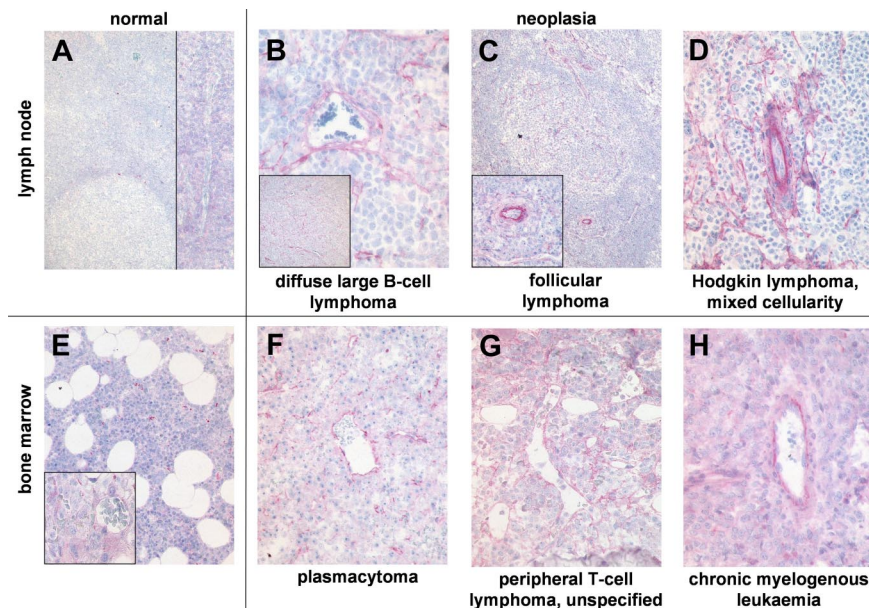 normal
neoplasia
lymph node
A
B
C
D
diffuse large B-cell
lymphoma
follicular
lymphoma
Hodgkin lymphoma,
mixed cellularity
bone marrow
E
F
G
H
plasmacytoma
peripheral T-cell
lymphoma, unspecified
chronic myelogenous
leukaemia